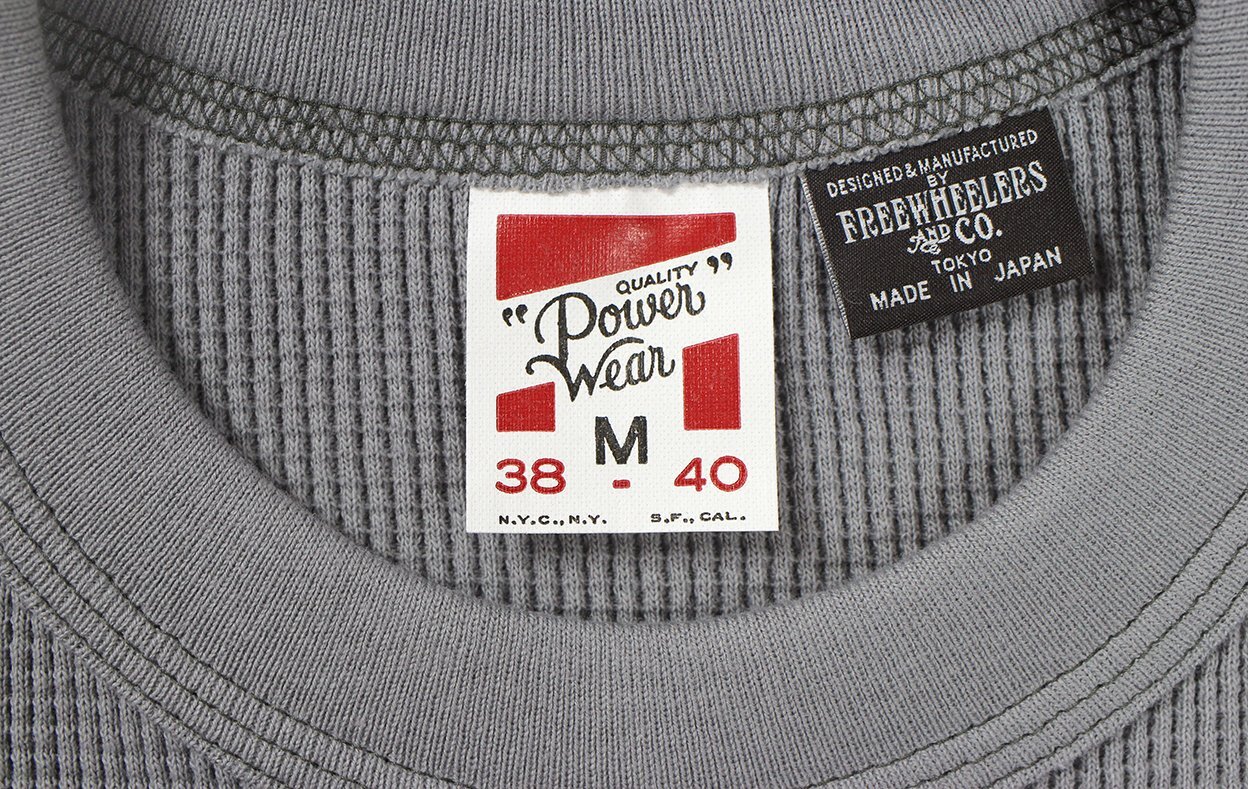 QUALITY
"Power
Wear"
M
38 - 40
N.Y.C., N.Y. S.F., CAL.
DESIGNED & MANUFACTURED
BY
FREEWHEELERS
AND CO.
TOKYO
MADE IN JAPAN